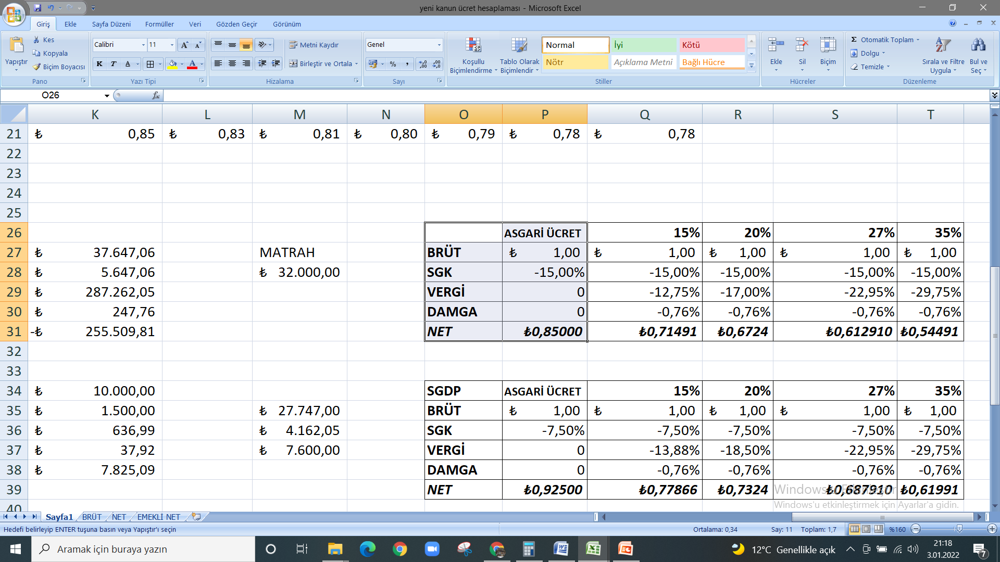 yeni kanun ücret hesaplaması - Microsoft Excel
Giriş Ekle Sayfa Düzeni Formüller Veri Gözden Geçir Görünüm
Yapıştır Kes Kopyala Biçim Boyacısı Pano
Calibri 11 K T A A Yazı Tipi
Metni Kaydır Birleştir ve Ortala Hizalama
Genel % Sayı
Koşullu Biçimlendirme Tablo Olarak Biçimlendir
Normal İyi Kötü
Nötr Açıklama Metni Bağlı Hücre
Stiller
Ekle Sil Biçim Hücreler
Σ Otomatik Toplam Dolgu Temizle
Sırala ve Filtre Uygula Bul ve Seç Düzenleme
O26 fx
K L M N O P Q R S T
21 ₺ 0,85 ₺ 0,83 ₺ 0,81 ₺ 0,80 ₺ 0,79 ₺ 0,78 ₺ 0,78
22
23
24
25
26 ASGARİ ÜCRET 15% 20% 27% 35%
27 ₺ 37.647,06 MATRAH BRÜT ₺ 1,00 ₺ 1,00 ₺ 1,00 ₺ 1,00 ₺ 1,00
28 ₺ 5.647,06 ₺ 32.000,00 SGK -15,00% -15,00% -15,00% -15,00% -15,00%
29 ₺ 287.262,05 VERGİ 0 -12,75% -17,00% -22,95% -29,75%
30 ₺ 247,76 DAMGA 0 -0,76% -0,76% -0,76% -0,76%
31 -₺ 255.509,81 NET ₺0,85000 ₺0,71491 ₺0,6724 ₺0,612910 ₺0,54491
32
33
34 ₺ 10.000,00 SGDP ASGARİ ÜCRET 15% 20% 27% 35%
35 ₺ 1.500,00 ₺ 27.747,00 BRÜT ₺ 1,00 ₺ 1,00 ₺ 1,00 ₺ 1,00 ₺ 1,00
36 ₺ 636,99 ₺ 4.162,05 SGK -7,50% -7,50% -7,50% -7,50% -7,50%
37 ₺ 37,92 ₺ 7.600,00 VERGİ 0 -13,88% -18,50% -22,95% -29,75%
38 ₺ 7.825,09 DAMGA 0 -0,76% -0,76% -0,76% -0,76%
39 NET ₺0,92500 ₺0,77866 ₺0,7324 ₺0,687910 ₺0,61991
Windows'u Etkinleştir
Windows'u etkinleştirmek için Ayarlar'a gidin.
40
Sayfa1 BRÜT NET EMEKLİ NET
Hedefi belirleyip ENTER tuşuna basın veya Yapıştır'ı seçin Ortalama: 0,34 Say: 11 Toplam: 1,7 %160
Aramak için buraya yazın 12°C Genellikle açık 21:18
3.01.2022 7